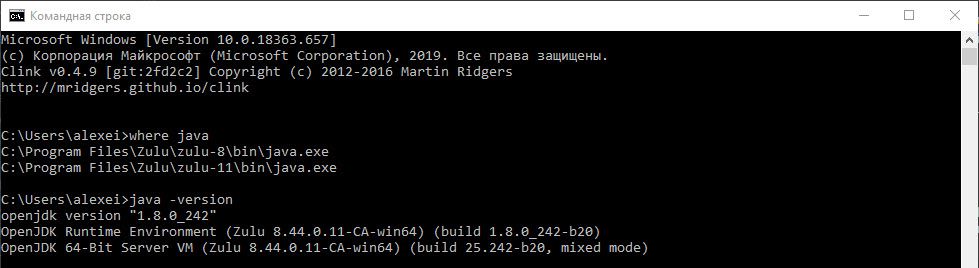 Командная строка
Microsoft Windows [Version 10.0.18363.657]
(c) Корпорация Майкрософт (Microsoft Corporation), 2019. Все права защищены.
Clink v0.4.9 [git:2fd2c2] Copyright (c) 2012-2016 Martin Ridgers
http://mridgers.github.io/clink
C:\Users\alexei>where java
C:\Program Files\Zulu\zulu-8\bin\java.exe
C:\Program Files\Zulu\zulu-11\bin\java.exe
C:\Users\alexei>java -version
openjdk version "1.8.0_242"
OpenJDK Runtime Environment (Zulu 8.44.0.11-CA-win64) (build 1.8.0_242-b20)
OpenJDK 64-Bit Server VM (Zulu 8.44.0.11-CA-win64) (build 25.242-b20, mixed mode)